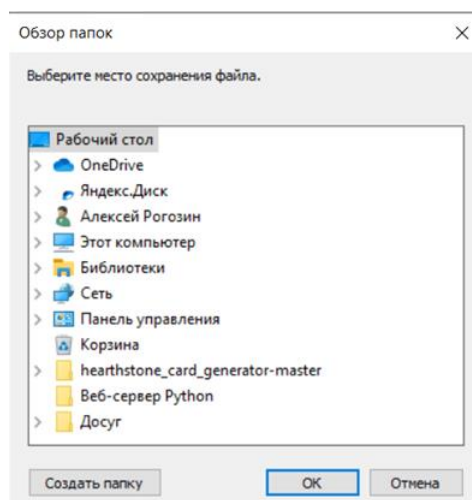 Обзор папок
Выберите место сохранения файла.
Рабочий стол
OneDrive
Яндекс.Диск
Алексей Рогозин
Этот компьютер
Библиотеки
Сеть
Панель управления
Корзина
hearthstone_card_generator-master
Веб-сервер Python
Досуг
Создать папку ОК Отмена